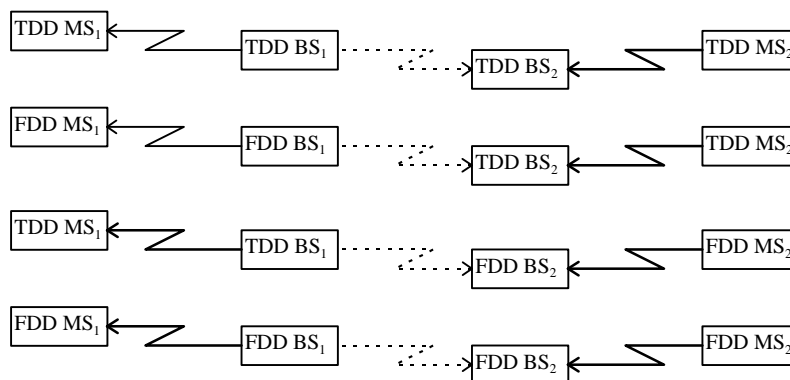 TDD MS₁ TDD BS₁ TDD BS₂ TDD MS₂
FDD MS₁ FDD BS₁ TDD BS₂ TDD MS₂
TDD MS₁ TDD BS₁ FDD BS₂ FDD MS₂
FDD MS₁ FDD BS₁ FDD BS₂ FDD MS₂